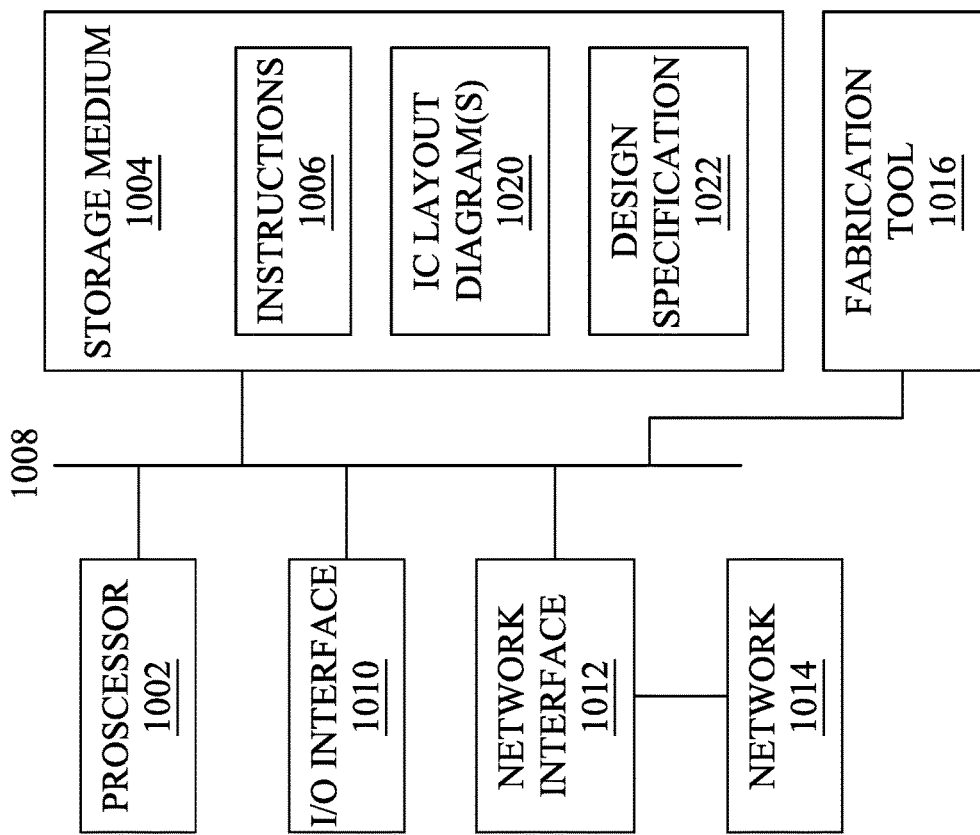 1008
PROSCESSOR
1002
I/O INTERFACE
1010
NETWORK
INTERFACE
1012
NETWORK
1014
STORAGE MEDIUM
1004
INSTRUCTIONS
1006
IC LAYOUT
DIAGRAM(S)
1020
DESIGN
SPECIFICATION
1022
FABRICATION
TOOL
1016